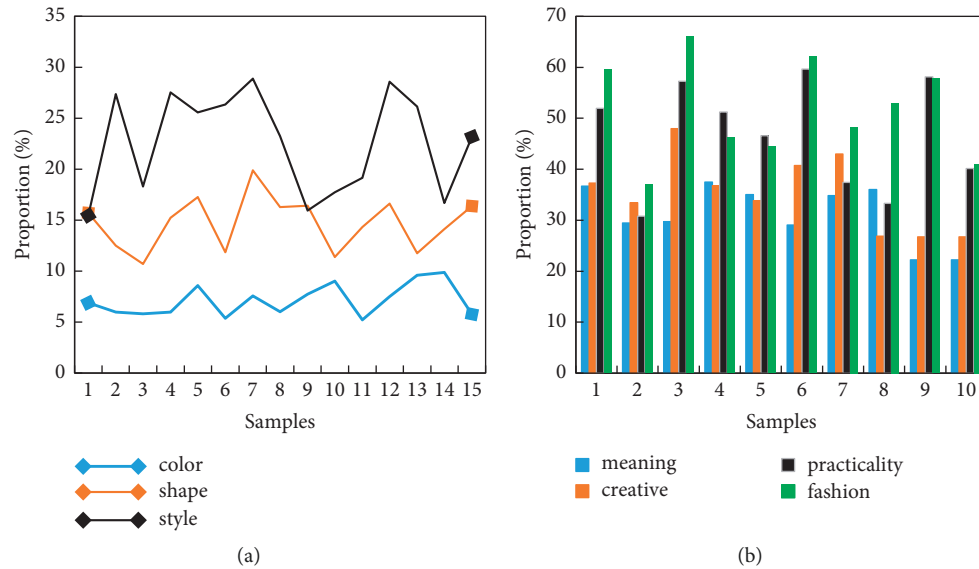 35
30
25
20
15
10
5
0
Proportion (%)
1 2 3 4 5 6 7 8 9 10 11 12 13 14 15
Samples
color
shape
style
(a)
70
60
50
40
30
20
10
0
Proportion (%)
1 2 3 4 5 6 7 8 9 10
Samples
meaning practicality
creative fashion
(b)